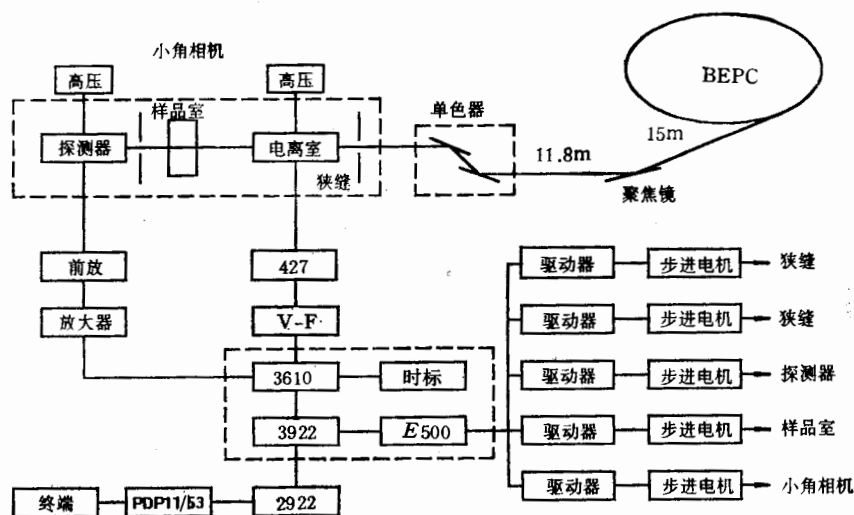 小角相机
高压
高压
BEPC
样品室
单色器
探测器
电离室
15m
11.8m
狭缝
聚焦镜
前放
427
驱动器
步进电机
狭缝
放大器
V-F
驱动器
步进电机
狭缝
3610
时标
驱动器
步进电机
探测器
3922
E500
驱动器
步进电机
样品室
终端
PDP11/53
2922
驱动器
步进电机
小角相机